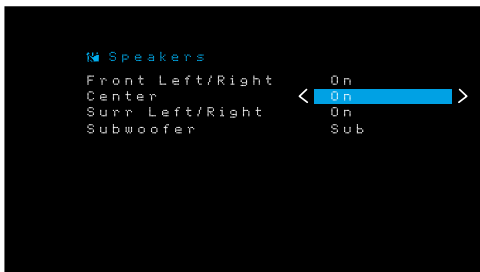 Speakers
Front Left/Right On
Center On
Surr Left/Right On
Subwoofer Sub